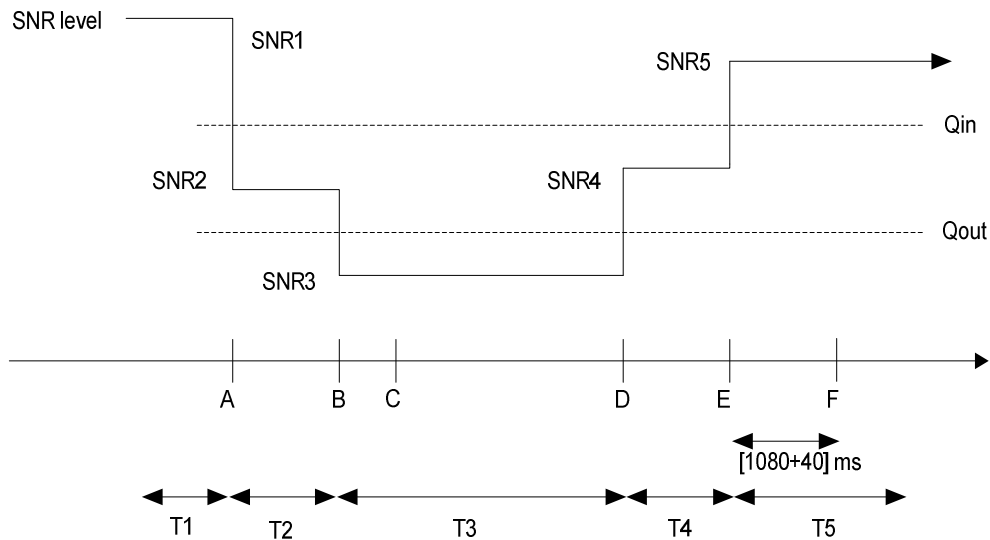 SNR level
SNR1
SNR5
Qin
SNR2
SNR4
Qout
SNR3
A
B
C
D
E
F
[1080+40] ms
T1
T2
T3
T4
T5